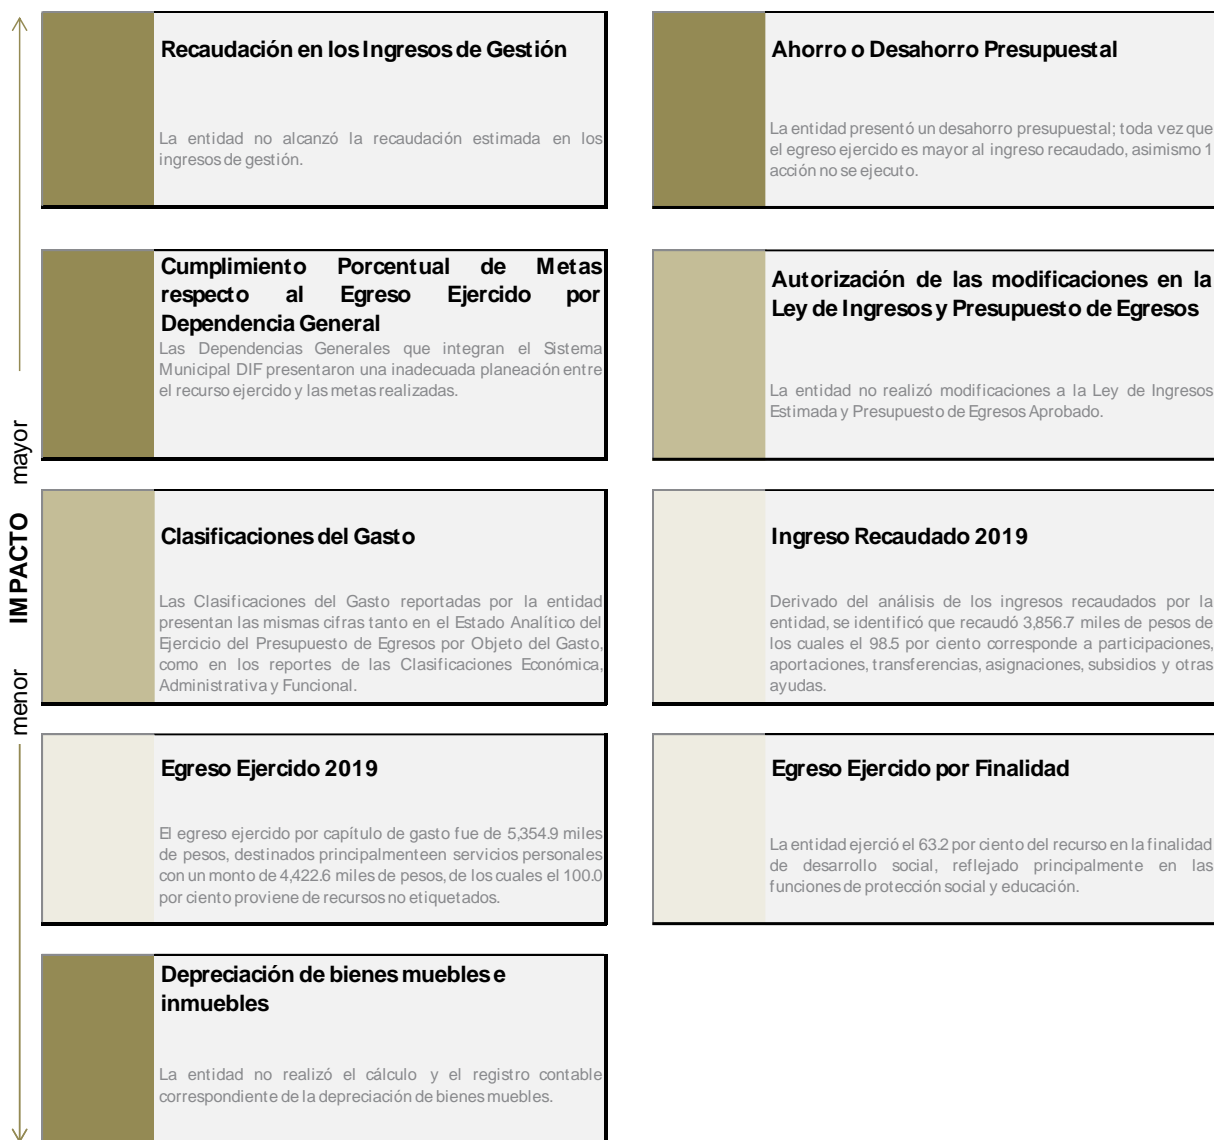 Recaudación en los Ingresos de Gestión
La entidad no alcanzó la recaudación estimada en los
ingresos de gestión.
Ahorro o Desahorro Presupuestal
La entidad presentó un desahorro presupuestal; toda vez que
el egreso ejercido es mayor al ingreso recaudado, asimismo 1
acción no se ejecuto.
Cumplimiento Porcentual de Metas
respecto al Egreso Ejercido por
Dependencia General
Las Dependencias Generales que integran el Sistema
Municipal DIF presentaron una inadecuada planeación entre
el recurso ejercido y las metas realizadas.
Autorización de las modificaciones en la
Ley de Ingresos y Presupuesto de Egresos
La entidad no realizó modificaciones a la Ley de Ingresos
Estimada y Presupuesto de Egresos Aprobado.
menor IMPACTO mayor
Clasificaciones del Gasto
Las Clasificaciones del Gasto reportadas por la entidad
presentan las mismas cifras tanto en el Estado Analítico del
Ejercicio del Presupuesto de Egresos por Objeto del Gasto,
como en los reportes de las Clasificaciones Económica,
Administrativa y Funcional.
Ingreso Recaudado 2019
Derivado del análisis de los ingresos recaudados por la
entidad, se identificó que recaudó 3,856.7 miles de pesos de
los cuales el 98.5 por ciento corresponde a participaciones,
aportaciones, transferencias, asignaciones, subsidios y otras
ayudas.
Egreso Ejercido 2019
El egreso ejercido por capítulo de gasto fue de 5,354.9 miles
de pesos, destinados principalmenteen servicios personales
con un monto de 4,422.6 miles de pesos, de los cuales el 100.0
por ciento proviene de recursos no etiquetados.
Egreso Ejercido por Finalidad
La entidad ejerció el 63.2 por ciento del recurso en la finalidad
de desarrollo social, reflejado principalmente en las
funciones de protección social y educación.
Depreciación de bienes muebles e
inmuebles
La entidad no realizó el cálculo y el registro contable
correspondiente de la depreciación de bienes muebles.